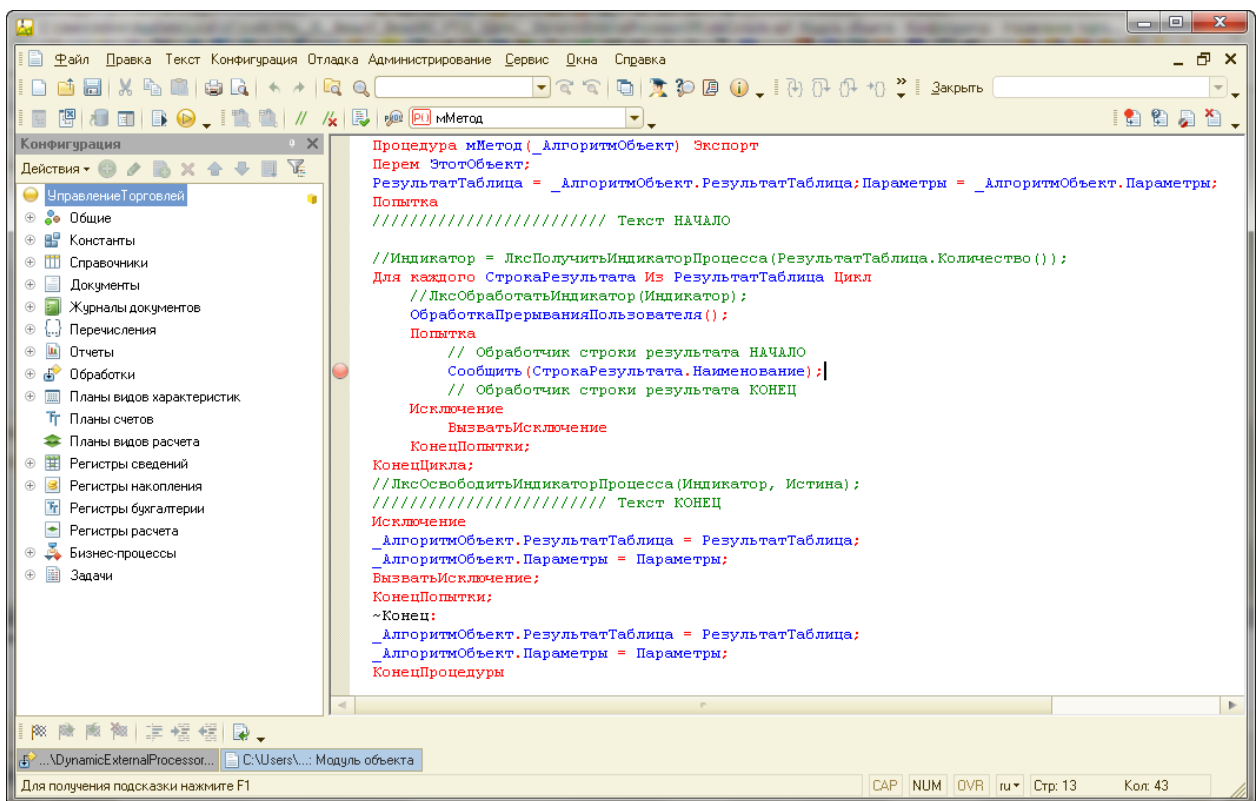 Файл Правка Текст Конфигурация Отладка Администрирование Сервис Окна Справка
Закрыть
мМетод
Конфигурация
Действия
УправлениеТорговлей
Общие
Константы
Справочники
Документы
Журналы документов
Перечисления
Отчеты
Обработки
Планы видов характеристик
Планы счетов
Планы видов расчета
Регистры сведений
Регистры накопления
Регистры бухгалтерии
Регистры расчета
Бизнес-процессы
Задачи
Процедура мМетод(_АлгоритмОбъект) Экспорт
Перем ЭтотОбъект;
РезультатТаблица = _АлгоритмОбъект.РезультатТаблица;Параметры = _АлгоритмОбъект.Параметры;
Попытка
///////////////////////// Текст НАЧАЛО
//Индикатор = ЛксПолучитьИндикаторПроцесса(РезультатТаблица.Количество());
Для каждого СтрокаРезультата Из РезультатТаблица Цикл
//ЛксОбработатьИндикатор(Индикатор);
ОбработкаПрерыванияПользователя();
Попытка
// Обработчик строки результата НАЧАЛО
Сообщить(СтрокаРезультата.Наименование);
// Обработчик строки результата КОНЕЦ
Исключение
ВызватьИсключение
КонецПопытки;
КонецЦикла;
//ЛксОсвободитьИндикаторПроцесса(Индикатор, Истина);
///////////////////////// Текст КОНЕЦ
Исключение
_АлгоритмОбъект.РезультатТаблица = РезультатТаблица;
_АлгоритмОбъект.Параметры = Параметры;
ВызватьИсключение;
КонецПопытки;
~Конец:
_АлгоритмОбъект.РезультатТаблица = РезультатТаблица;
_АлгоритмОбъект.Параметры = Параметры;
КонецПроцедуры
...\DynamicExternalProcessor... C:\Users\...: Модуль объекта
Для получения подсказки нажмите F1 CAP NUM OVR ru Стр: 13 Кол: 43